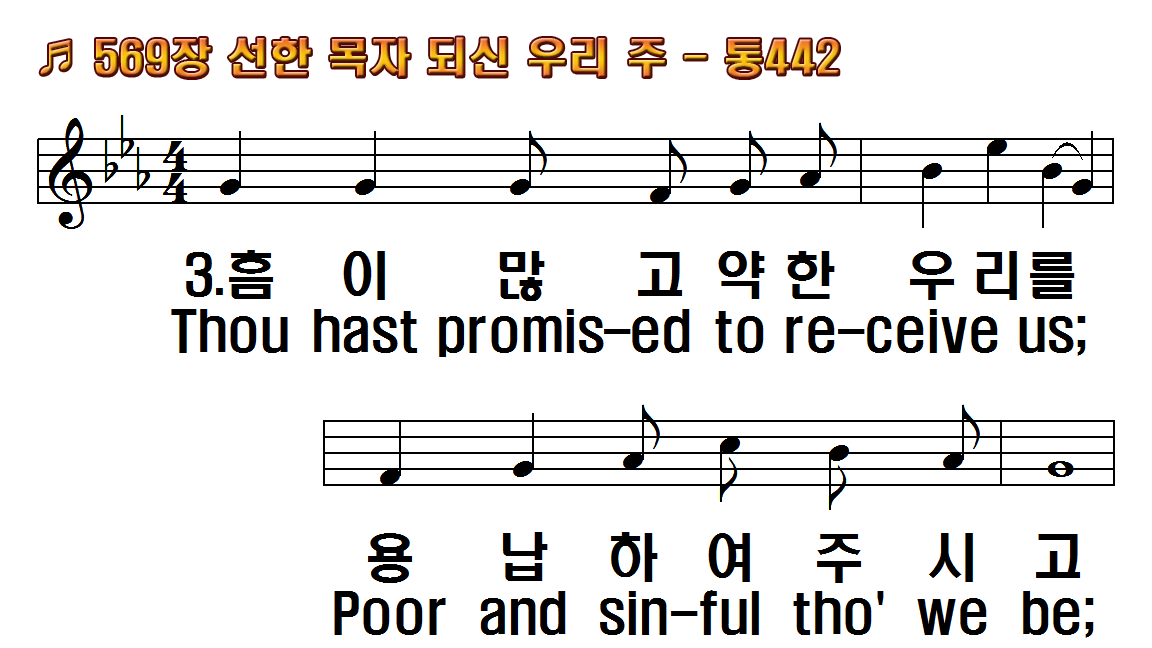 ♬ 569장 선한 목자 되신 우리 주 - 통442
4
4
3.흠 이 많 고 약 한 우 리 를
Thou hast promis-ed to re-ceive us;
용 납 하 여 주 시 고
Poor and sin-ful tho' we be;